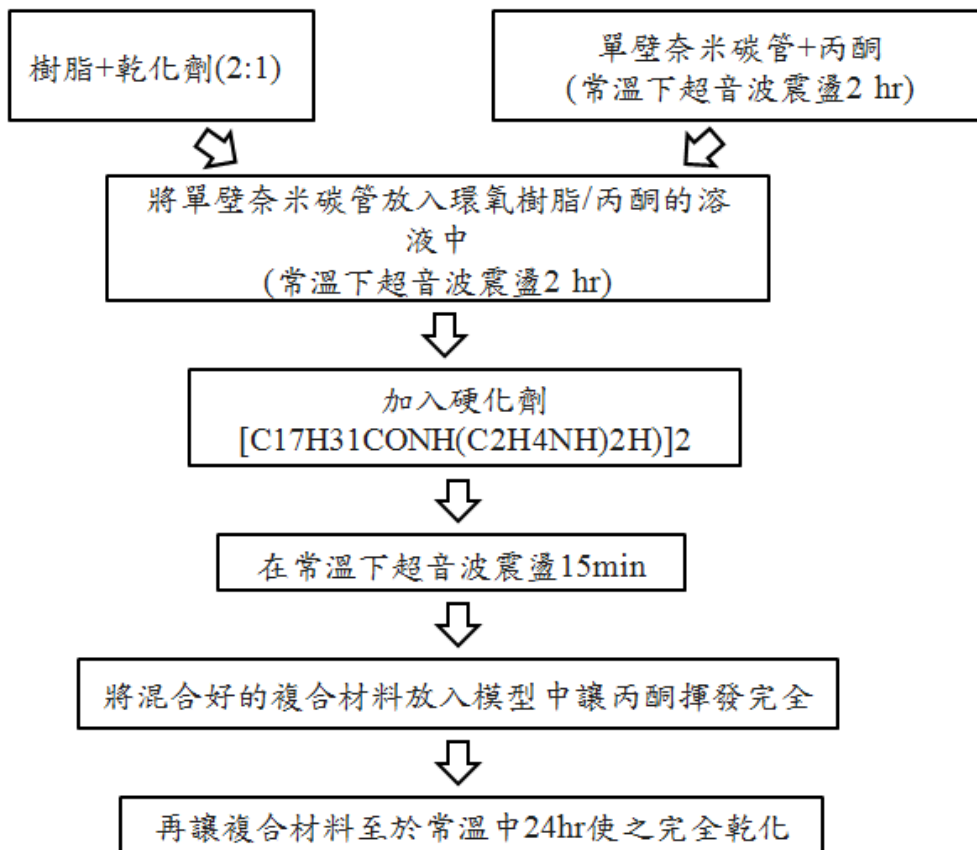 樹脂+乾化劑(2:1)
單壁奈米碳管+丙酮
(常溫下超音波震盪2 hr)
將單壁奈米碳管放入環氧樹脂/丙酮的溶
液中
(常溫下超音波震盪2 hr)
加入硬化劑
[C17H31CONH(C2H4NH)2H)]2
在常溫下超音波震盪15min
將混合好的複合材料放入模型中讓丙酮揮發完全
再讓複合材料至於常溫中24hr使之完全乾化